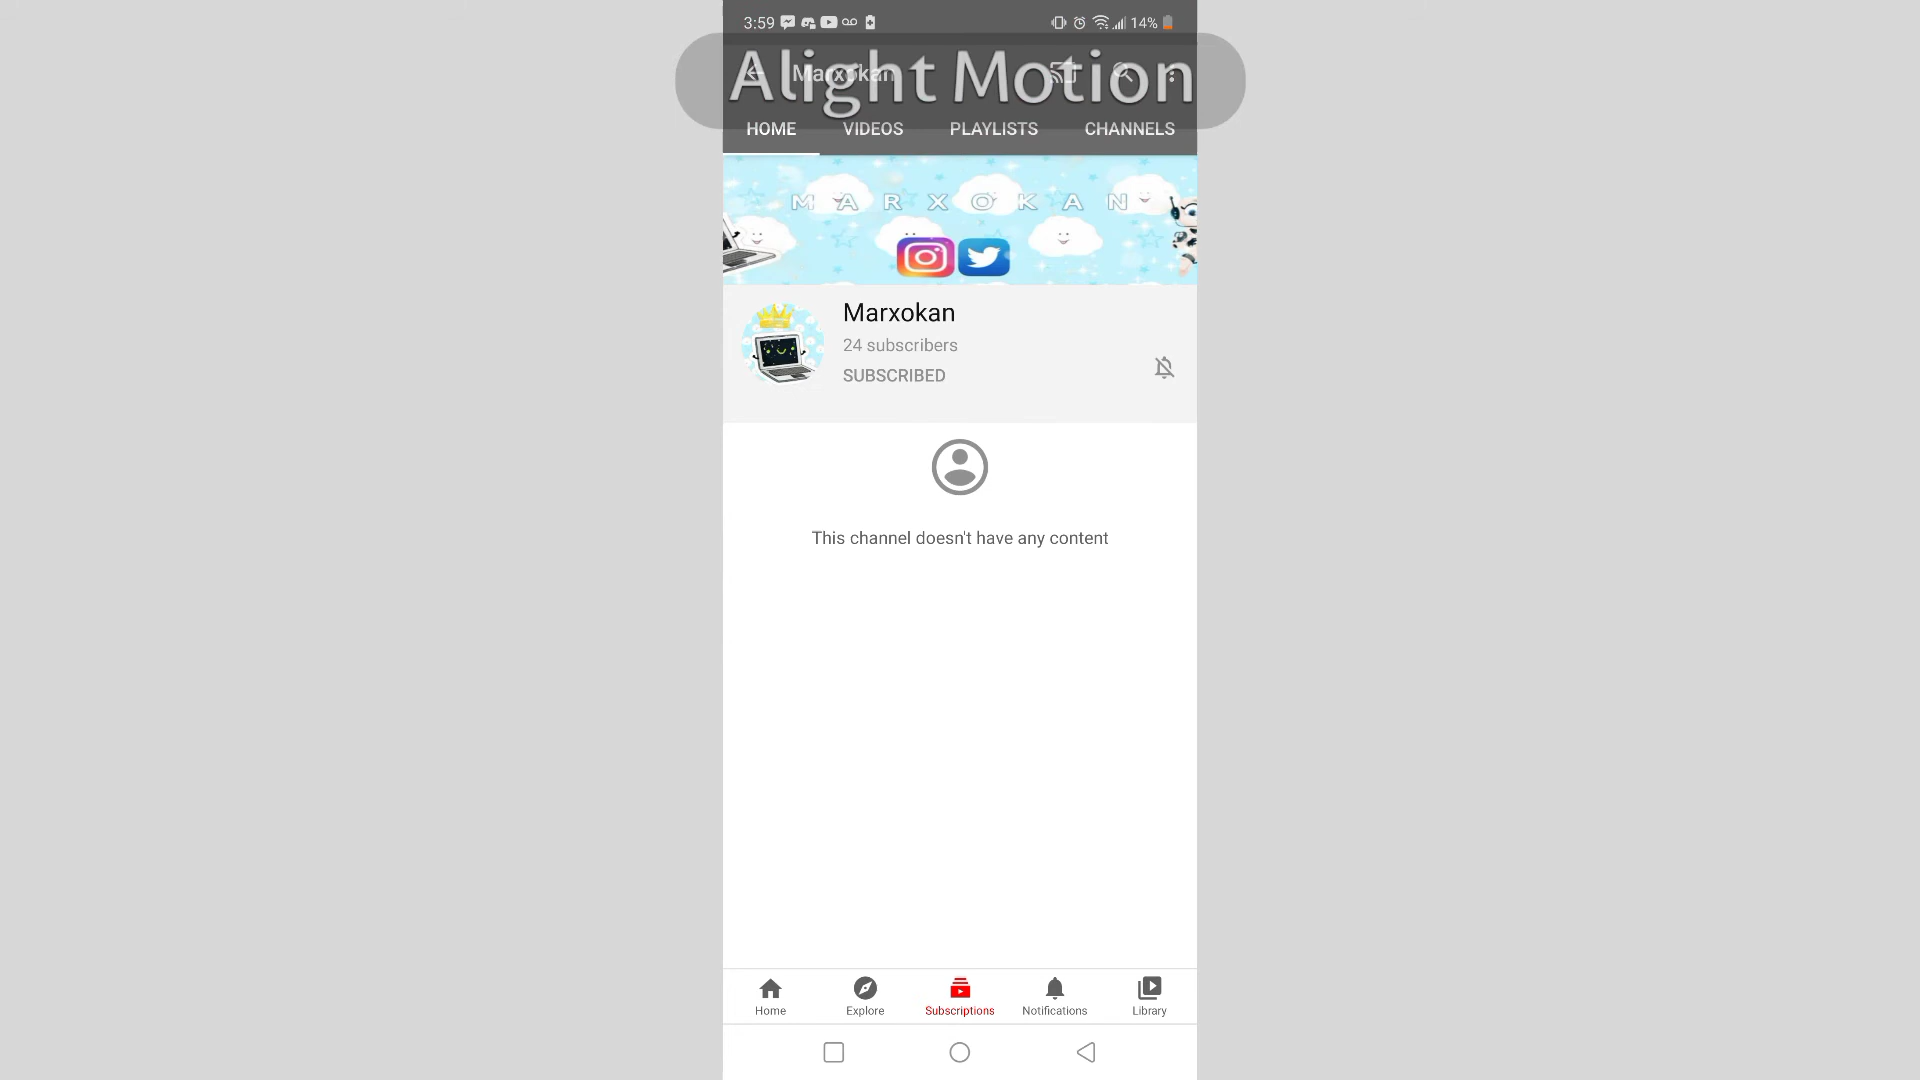 3:59 14%
Alight Motion
Marxokan
HOME VIDEOS PLAYLISTS CHANNELS
M A R X O K A N
Marxokan
24 subscribers
SUBSCRIBED
This channel doesn't have any content
Home Explore Subscriptions Notifications Library